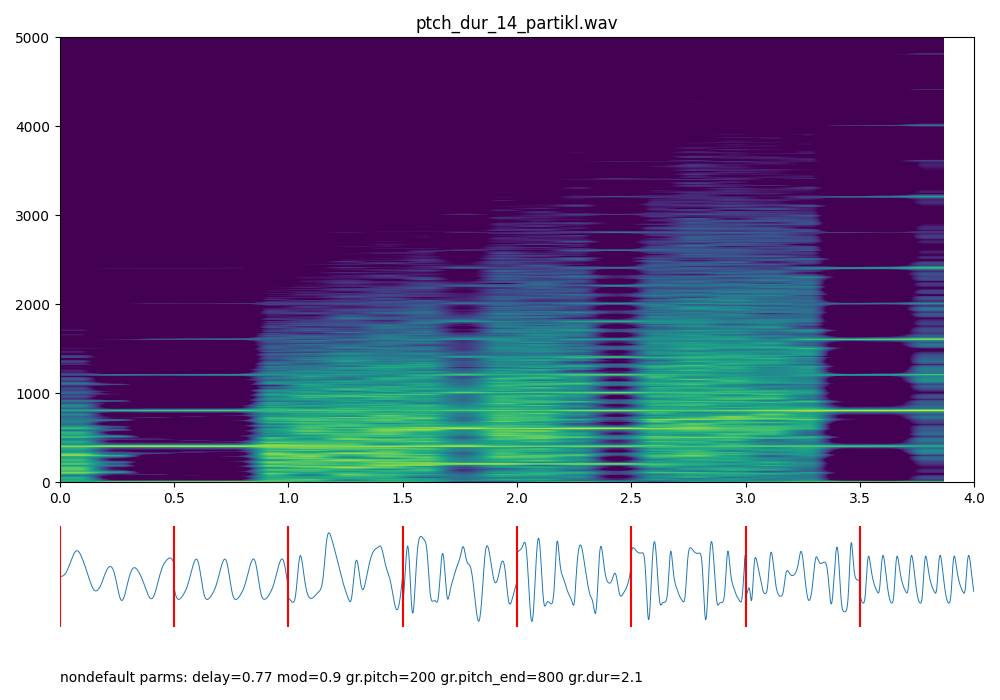 ptch_dur_14_partikl.wav
5000
4000
3000
2000
1000
0
0.0 0.5 1.0 1.5 2.0 2.5 3.0 3.5 4.0
nondefault parms: delay=0.77 mod=0.9 gr.pitch=200 gr.pitch_end=800 gr.dur=2.1